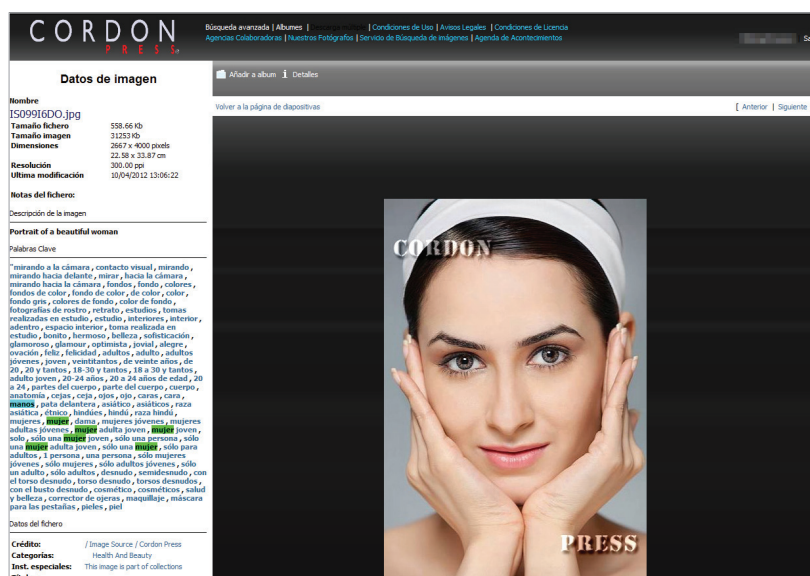 CORDON
PRESS
Búsqueda avanzada | Albumes |
| Condiciones de Uso | Avisos Legales | Condiciones de Licencia
Agencias Colaboradoras | Nuestros Fotógrafos | Servicio de Búsqueda de imágenes | Agenda de Acontecimientos
Datos de imagen
Añadir a album i Detalles
Volver a la página de diapositivas
[ Anterior | Siguiente
Nombre
IS099I6DO.jpg
Tamaño fichero 558.66 Kb
Tamaño imagen 31253 Kb
Dimensiones 2667 x 4000 pixels
22.58 x 33.87 cm
Resolución 300.00 ppi
Ultima modificación 10/04/2012 13:06:22
Notas del fichero:
Descripción de la imagen
Portrait of a beautiful woman
Palabras Clave
"mirando a la cámara , contacto visual , mirando ,
mirando hacia delante , mirar , hacia la cámara ,
mirando hacia la cámara , fondos , fondo , colores ,
fondos de color , fondo de color , de color , color ,
fondo gris , colores de fondo , color de fondo ,
fotografías de rostro , retrato , estudios , tomas
realizadas en estudio , estudio , interiores , interior ,
adentro , espacio interior , toma realizada en
estudio , bonito , hermoso , belleza , sofisticación ,
glamoroso , glamour , optimista , jovial , alegre ,
ovación , feliz , felicidad , adultos , adulto , adultos
jóvenes , joven , veintitantos , de veinte años , de
20 , 20 y tantos , 18-30 y tantos , 18 a 30 y tantos ,
adulto joven , 20-24 años , 20 a 24 años de edad , 20
a 24 , partes del cuerpo , parte del cuerpo , cuerpo ,
anatomía , cejas , ceja , ojos , ojo , caras , cara ,
manos , pata delantera , asiático , asiáticos , raza
asiática , étnico , hindúes , hindú , raza hindú ,
mujeres , mujer , dama , mujeres jóvenes , mujeres
adultas jóvenes , mujer adulta joven , mujer joven ,
solo , sólo una mujer joven , sólo una persona , sólo
una mujer adulta joven , sólo una mujer , sólo para
adultos , 1 persona , una persona , sólo mujeres
jóvenes , sólo mujeres , sólo adultos jóvenes , sólo
un adulto , sólo adultos , desnudo , semidesnudo , con
el torso desnudo , torso desnudo , torsos desnudos ,
con el busto desnudo , cosmético , cosméticos , salud
y belleza , corrector de ojeras , maquillaje , máscara
para las pestañas , pieles , piel
Datos del fichero
Crédito: / Image Source / Cordon Press
Categorías: Health And Beauty
Inst. especiales: This image is part of collections
CORDON
PRESS